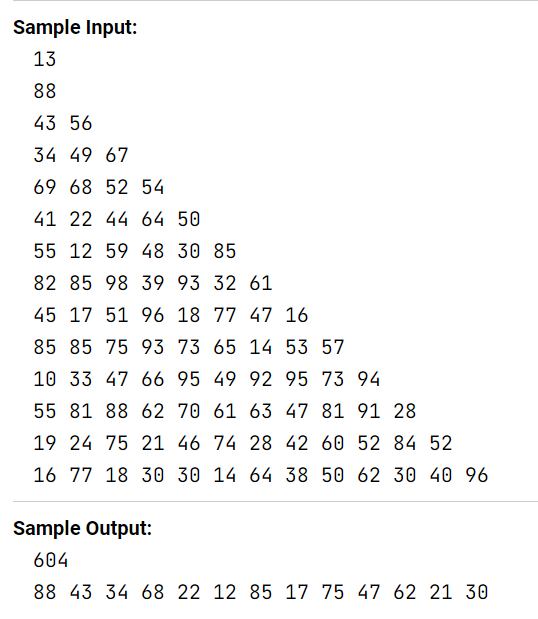 Sample Input:
13
88
43 56
34 49 67
69 68 52 54
41 22 44 64 50
55 12 59 48 30 85
82 85 98 39 93 32 61
45 17 51 96 18 77 47 16
85 85 75 93 73 65 14 53 57
10 33 47 66 95 49 92 95 73 94
55 81 88 62 70 61 63 47 81 91 28
19 24 75 21 46 74 28 42 60 52 84 52
16 77 18 30 30 14 64 38 50 62 30 40 96
Sample Output:
604
88 43 34 68 22 12 85 17 75 47 62 21 30